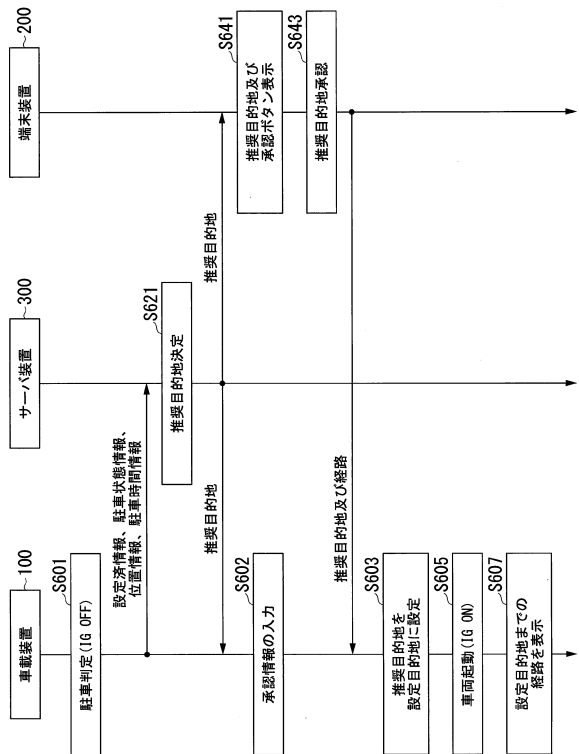 100
車載装置
300
サーバ装置
200
端末装置
S601
駐車判定(IG OFF)
設定済情報、駐車状態情報、
位置情報、駐車時間情報
S621
推奨目的地決定
推奨目的地
推奨目的地
S602
承認情報の入力
S641
推奨目的地及び
承認ボタン表示
S643
推奨目的地承認
推奨目的地及び経路
S603
推奨目的地を
設定目的地に設定
S605
車両起動(IG ON)
S607
設定目的地までの
経路を表示